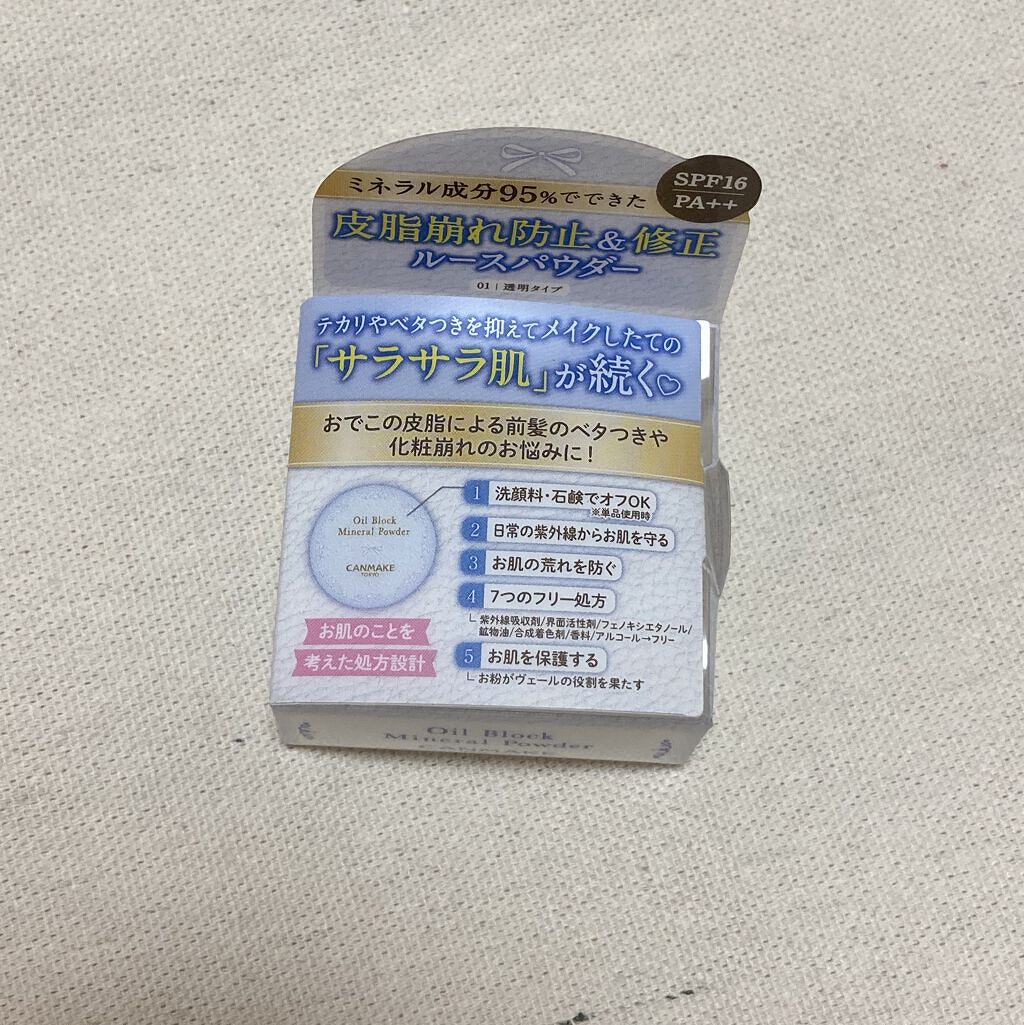 ミネラル成分95%でできた
SPF16
PA++
皮脂崩れ防止&修正
ルースパウダー
01 | 透明タイプ
テカリやベタつきを抑えてメイクしたての
「サラサラ肌」が続く♡
おでこの皮脂による前髪のベタつきや
化粧崩れのお悩みに!
Oil Block
Mineral Powder
CANMAKE
TOKYO
お肌のことを
考えた処方設計
1 洗顔料・石鹸でオフOK
※単品使用時
2 日常の紫外線からお肌を守る
3 お肌の荒れを防ぐ
4 7つのフリー処方
└ 紫外線吸収剤/界面活性剤/フェノキシエタノール/
鉱物油/合成着色剤/香料/アルコール→フリー
5 お肌を保護する
└ お粉がヴェールの役割を果たす
Oil Block
Mineral Powder
CANMAKE